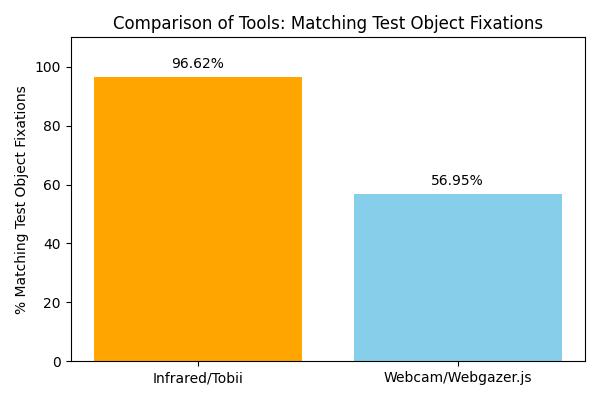 Comparison of Tools: Matching Test Object Fixations
% Matching Test Object Fixations
100
80
60
40
20
0
96.62%
56.95%
Infrared/Tobii
Webcam/Webgazer.js